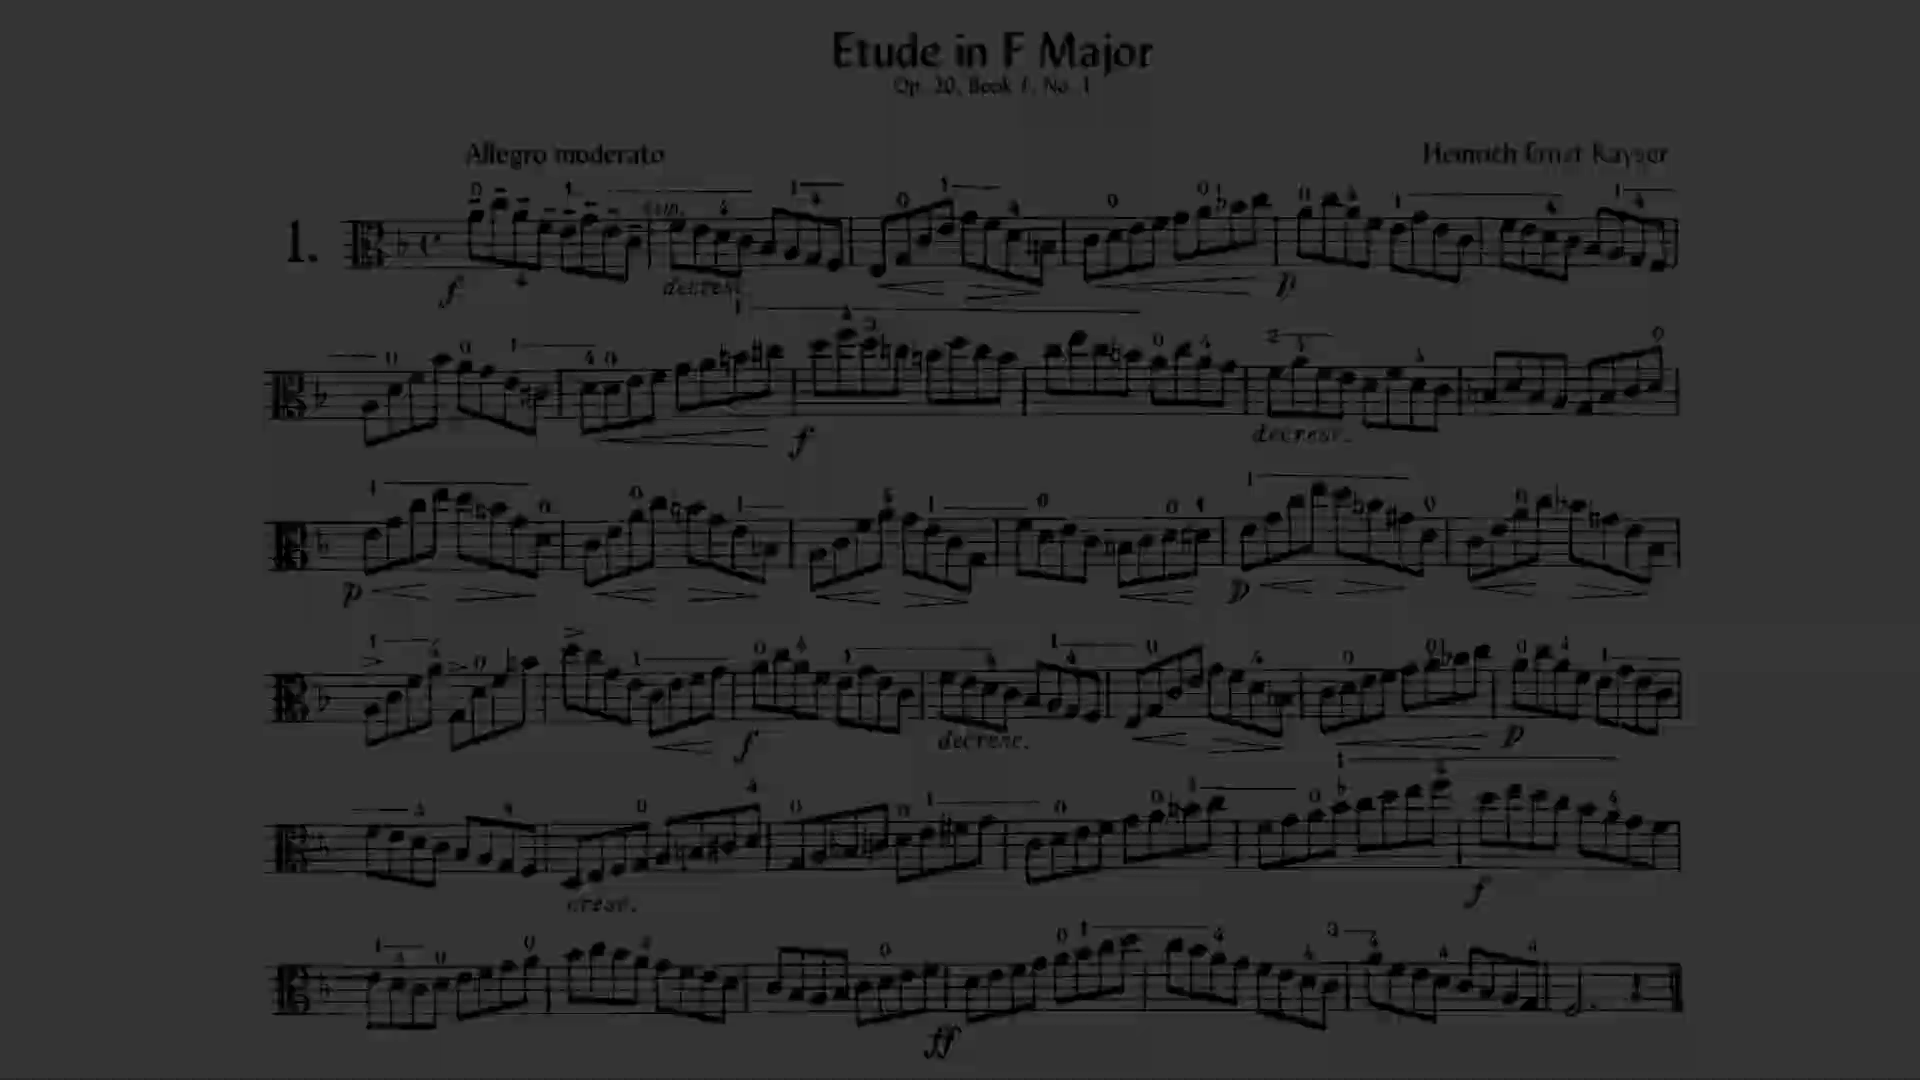 Etude in F Major
Op. 20, Book 1, No. 1
Allegro moderato
Heinrich Ernst Kayser
1.
sim.
f
decresc.
p
f
decresc.
p
p
f
decresc.
p
cresc.
f
ff